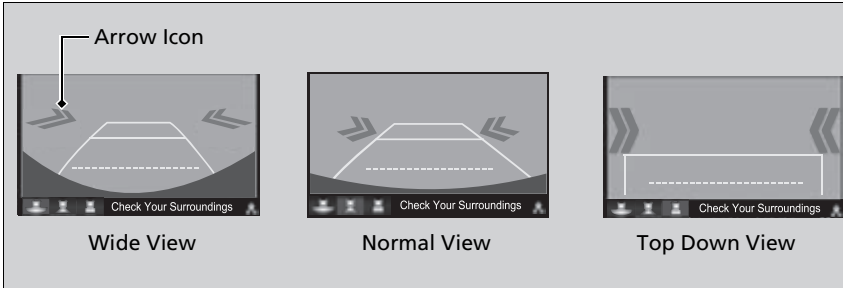 Arrow Icon
Check Your Surroundings
Check Your Surroundings
Check Your Surroundings
Wide View
Normal View
Top Down View